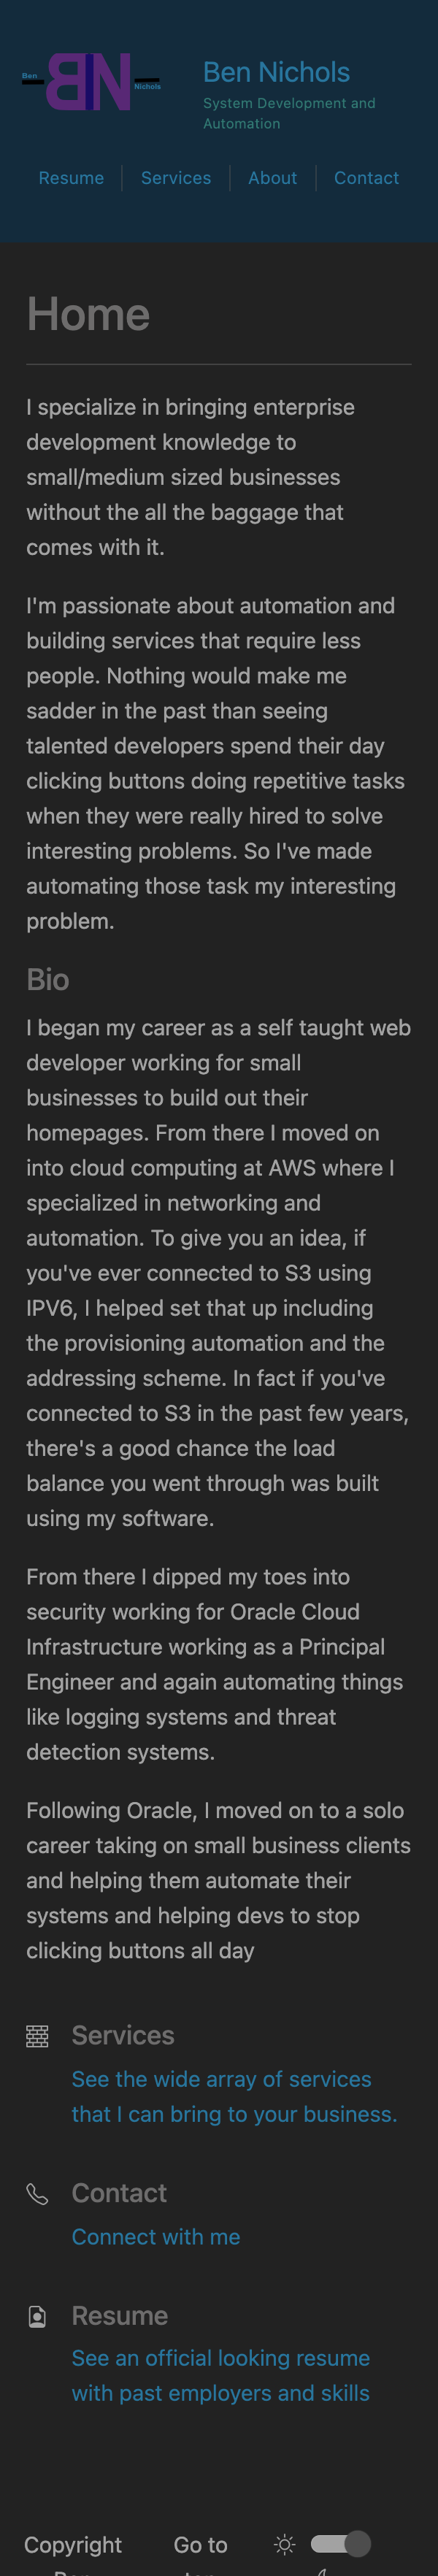 Ben
BN
Nichols
Ben Nichols
System Development and
Automation
Resume
Services
About
Contact
Home
I specialize in bringing enterprise
development knowledge to
small/medium sized businesses
without the all the baggage that
comes with it.
I'm passionate about automation and
building services that require less
people. Nothing would make me
sadder in the past than seeing
talented developers spend their day
clicking buttons doing repetitive tasks
when they were really hired to solve
interesting problems. So I've made
automating those task my interesting
problem.
Bio
I began my career as a self taught web
developer working for small
businesses to build out their
homepages. From there I moved on
into cloud computing at AWS where I
specialized in networking and
automation. To give you an idea, if
you've ever connected to S3 using
IPV6, I helped set that up including
the provisioning automation and the
addressing scheme. In fact if you've
connected to S3 in the past few years,
there's a good chance the load
balance you went through was built
using my software.
From there I dipped my toes into
security working for Oracle Cloud
Infrastructure working as a Principal
Engineer and again automating things
like logging systems and threat
detection systems.
Following Oracle, I moved on to a solo
career taking on small business clients
and helping them automate their
systems and helping devs to stop
clicking buttons all day
Services
See the wide array of services
that I can bring to your business.
Contact
Connect with me
Resume
See an official looking resume
with past employers and skills
Copyright
Go to